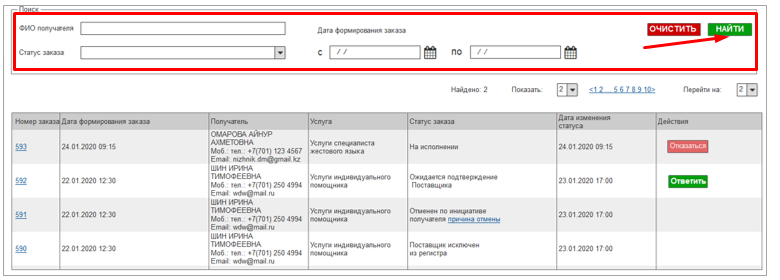 Поиск
ФИО получателя
Дата формирования заказа
ОЧИСТИТЬ
НАЙТИ
Статус заказа
с / / по / /
Найдено: 2 Показать: 2 <1 2 ... 5 6 7 8 9 10> Перейти на: 2
Номер заказа Дата формирования заказа Получатель Услуга Статус заказа Дата изменения статуса Действия
593 24.01.2020 09:15
ОМАРОВА АЙНУР
АХМЕТОВНА
Моб.: тел.: +7(701) 123 4567
Email: nizhnik.dm@gmail.kz
Услуги специалиста
жестового языка
На исполнении
24.01.2020 09:15
Отказаться
592 22.01.2020 12:30
ШИН ИРИНА
ТИМОФЕЕВНА
Моб.: тел.: +7(701) 250 4994
Email: wdw@mail.ru
Услуги индивидуального
помощника
Ожидается подтверждение
Поставщика
23.01.2020 17:00
Ответить
591 22.01.2020 12:30
ШИН ИРИНА
ТИМОФЕЕВНА
Моб.: тел.: +7(701) 250 4994
Email: wdw@mail.ru
Услуги индивидуального
помощника
Отменен по инициативе
получателя причина отмены
23.01.2020 17:00
590 22.01.2020 12:30
ШИН ИРИНА
ТИМОФЕЕВНА
Моб.: тел.: +7(701) 250 4994
Email: wdw@mail.ru
Услуги индивидуального
помощника
Поставщик исключен
из регистра
23.01.2020 17:00